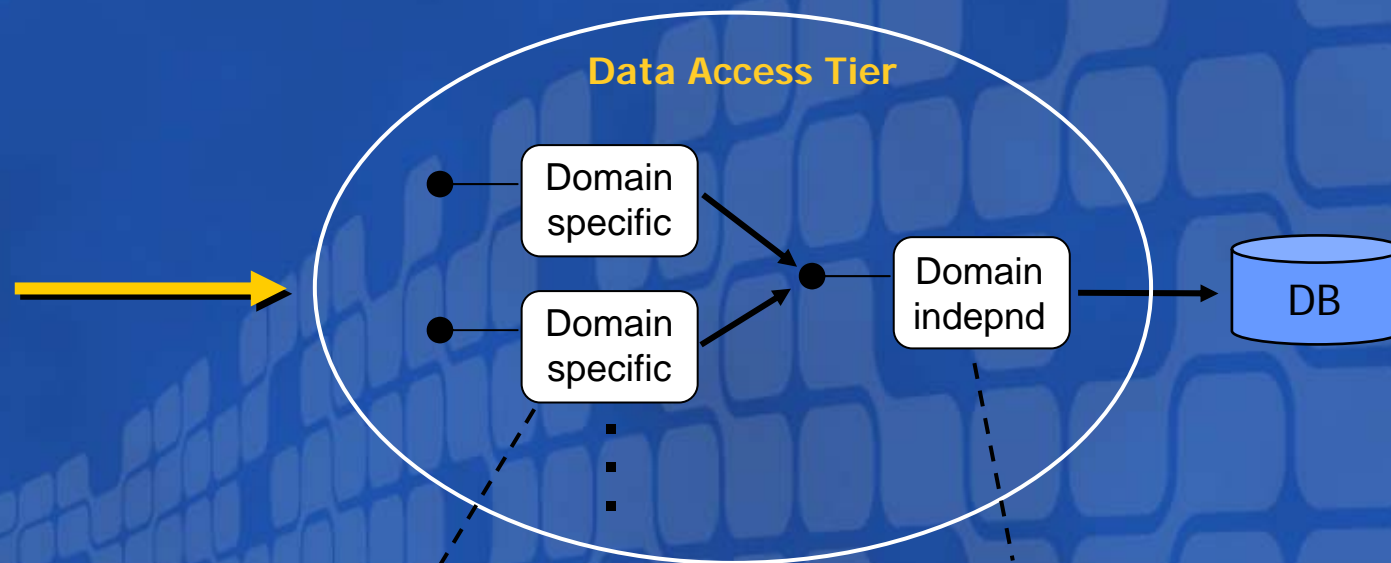 Data Access Tier
Domain
specific
Domain
indepnd
DB
Domain
specific